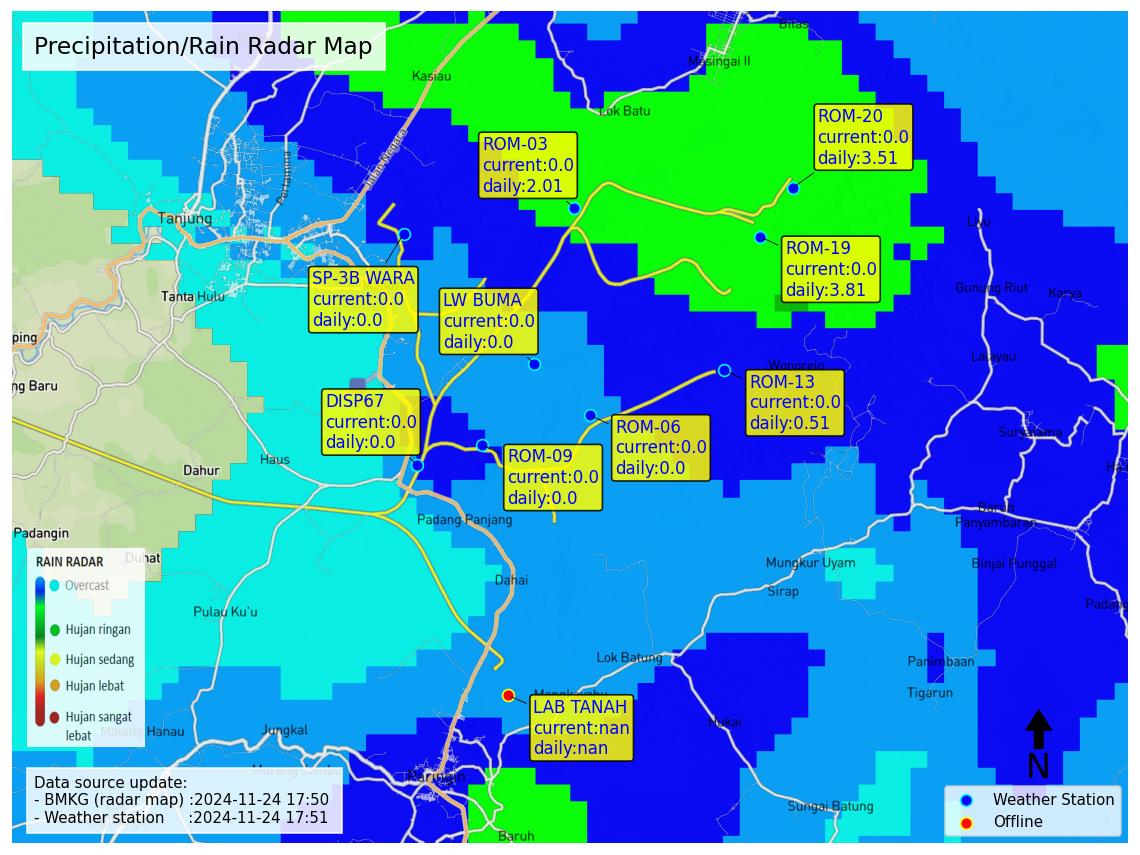 Precipitation/Rain Radar Map
Bilas
Masingai II
Kasiau
Lok Batu
ROM-20
current:0.0
daily:3.51
ROM-03
current:0.0
daily:2.01
Jalan Negara
Pertamina
Tanjung
Liyu
ROM-19
current:0.0
daily:3.81
SP-3B WARA
current:0.0
daily:0.0
LW BUMA
current:0.0
daily:0.0
Tanta Hulu
Gunung Riut
Karya
ping
Lalayau
Wonorejo
ng Baru
ROM-13
current:0.0
daily:0.51
DISP67
current:0.0
daily:0.0
ROM-06
current:0.0
daily:0.0
ROM-09
current:0.0
daily:0.0
Haus
Dahur
Padang Panjang
Baruh
Panyambaran
Padangin
Duhat
Mungkur Uyam
Binjai Punggal
Dahai
Sirap
Padang
Pulau Ku'u
RAIN RADAR
Overcast
Hujan ringan
Hujan sedang
Hujan lebat
Hujan sangat
lebat
Lok Batung
Panimbaan
Tigarun
LAB TANAH
current:nan
daily:nan
Hukai
Jungkal
Paringin
Sungai Batung
Baruh
N
Data source update:
- BMKG (radar map) :2024-11-24 17:50
- Weather station :2024-11-24 17:51
Weather Station
Offline